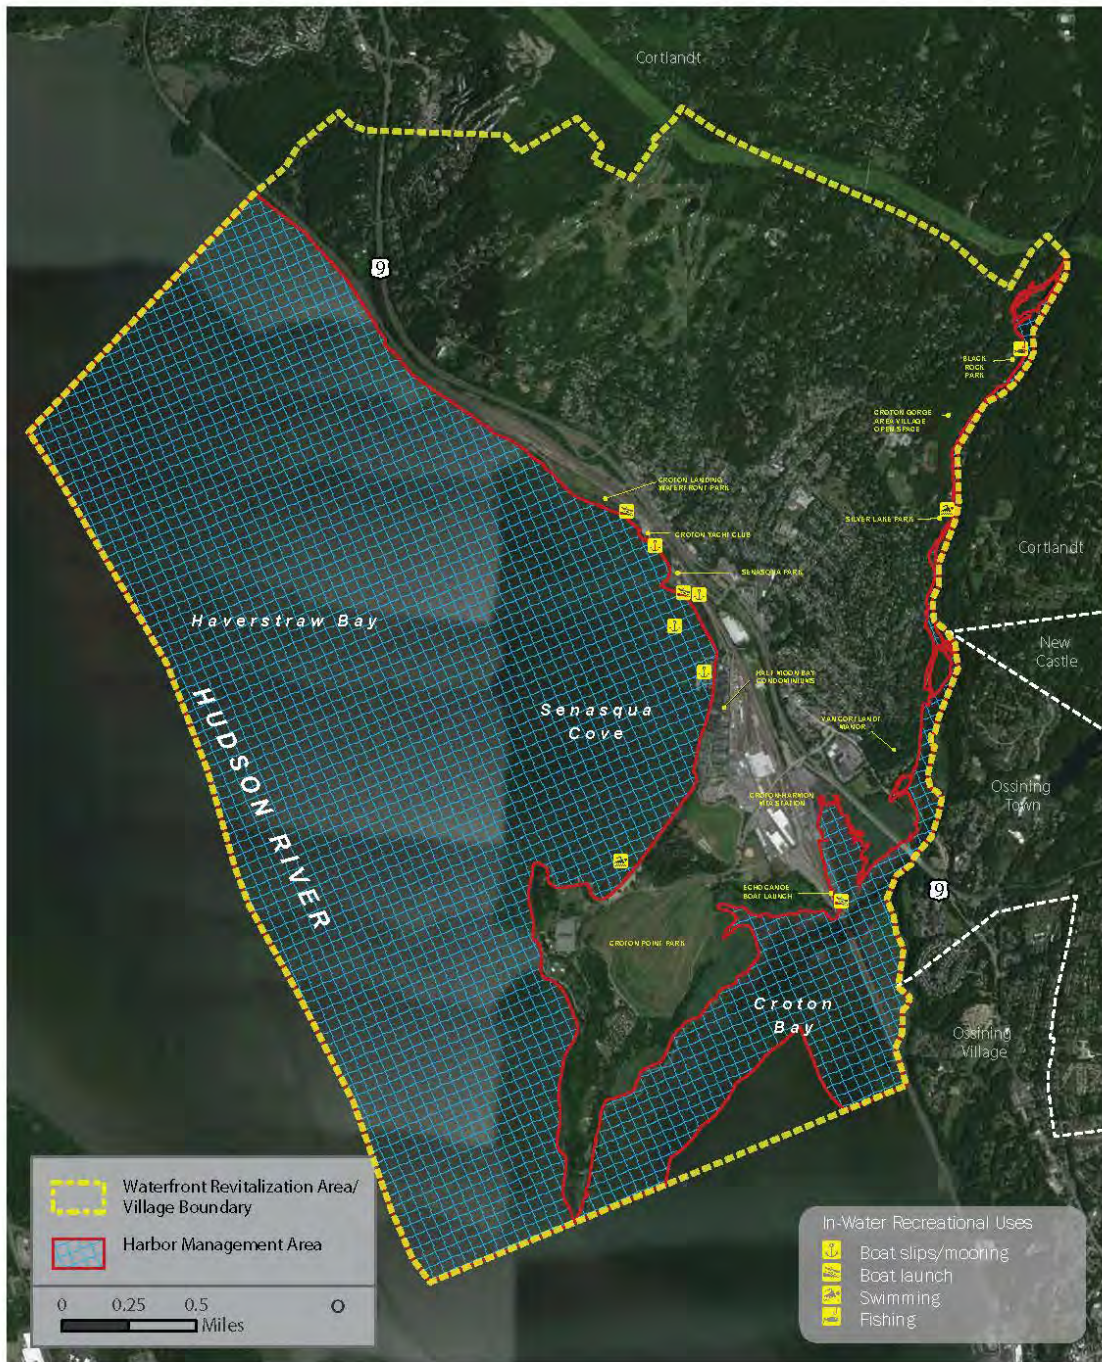 Cortlandt
9
BLACK
ROCK
PARK
CROTON GORGE
AREA VILLAGE
OPEN SPACE
CROTON LANDING
WATERFRONT PARK
SILVER LAKE PARK
CROTON YACHT CLUB
Cortlandt
SENASQUA PARK
Haverstraw Bay
New
Castle
HALF MOON BAY
CONDOMINIUMS
HUDSON RIVER
Senasqua
Cove
VAN CORTLANDT
MANOR
Ossining
Town
CROTON-HARMON
MTA STATION
ECHO CANOE
BOAT LAUNCH
9
CROTON POINT PARK
Croton
Bay
Ossining
Village
Waterfront Revitalization Area/
Village Boundary
Harbor Management Area
0 0.25 0.5
Miles
In-Water Recreational Uses
Boat slips/mooring
Boat launch
Swimming
Fishing